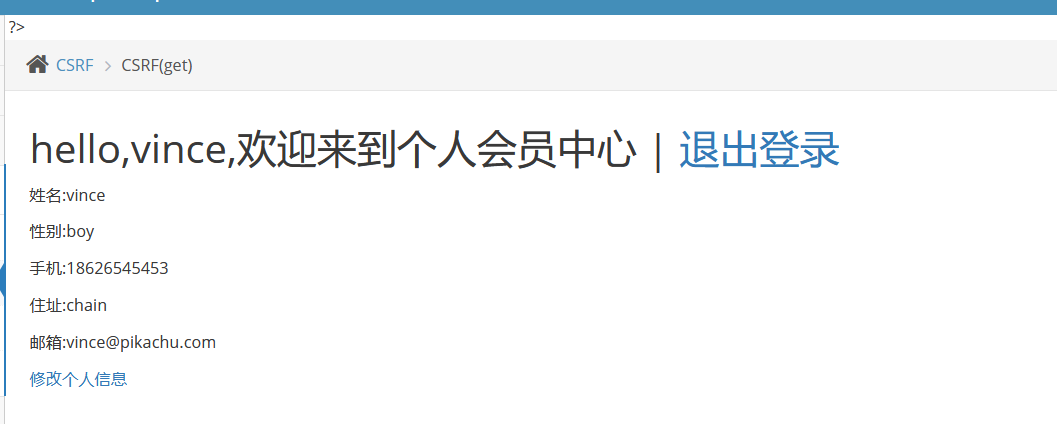 ?>
CSRF > CSRF(get)
hello,vince,欢迎来到个人会员中心 | 退出登录
姓名:vince
性别:boy
手机:18626545453
住址:chain
邮箱:vince@pikachu.com
修改个人信息